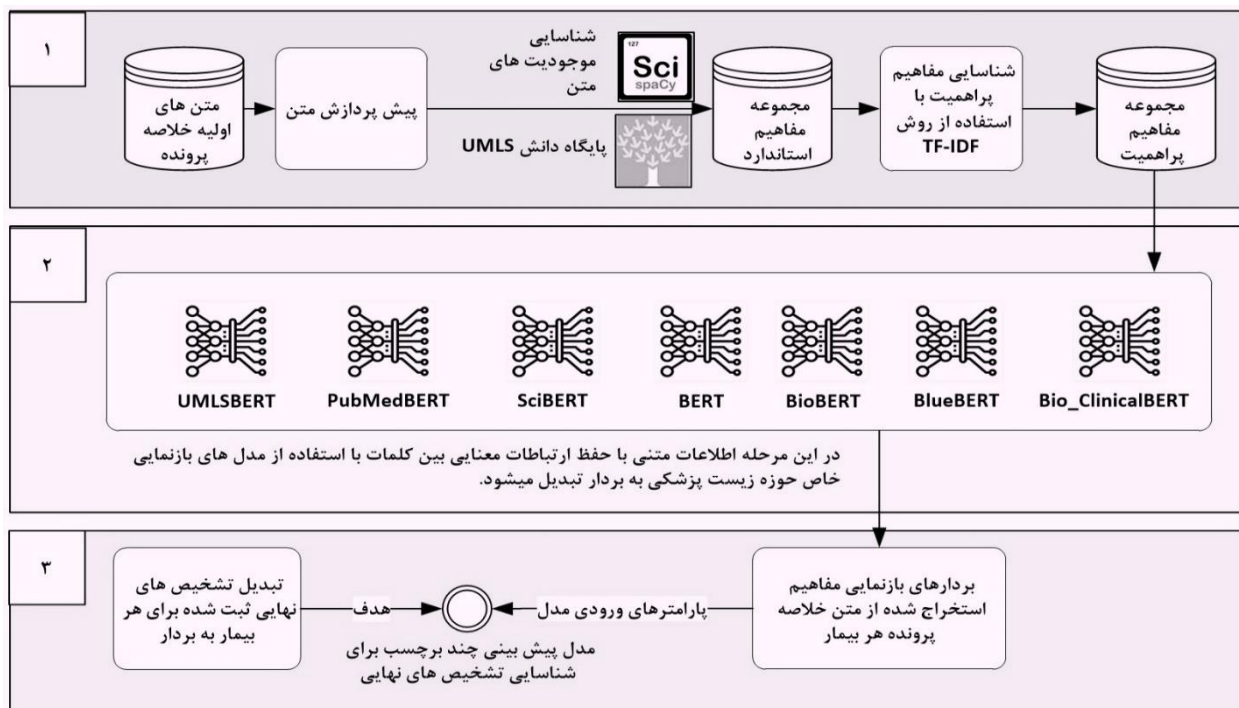 ۱
متن های
اولیه خلاصه
پرونده
پیش پردازش متن
شناسایی
موجودیت های
متن
127
Sci
spaCy
پایگاه دانش UMLS
مجموعه
مفاهیم
استاندارد
شناسایی مفاهیم
پراهمیت با
استفاده از روش
TF-IDF
مجموعه
مفاهیم
پراهمیت
۲
UMLSBERT
PubMedBERT
SciBERT
BERT
BioBERT
BlueBERT
Bio_ClinicalBERT
در این مرحله اطلاعات متنی با حفظ ارتباطات معنایی بین کلمات با استفاده از مدل های بازنمایی
خاص حوزه زیست پزشکی به بردار تبدیل میشود.
۳
تبدیل تشخیص های
نهایی ثبت شده برای هر
بیمار به بردار
هدف
مدل پیش بینی چند برچسب برای
شناسایی تشخیص های نهایی
پارامترهای ورودی مدل
بردارهای بازنمایی مفاهیم
استخراج شده از متن خلاصه
پرونده هر بیمار